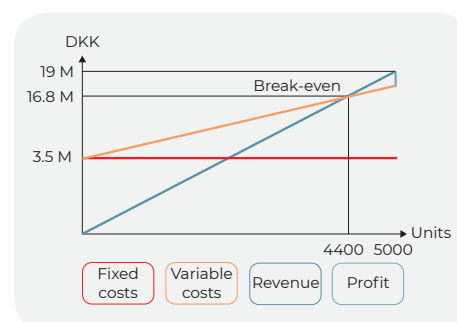 DKK
19 M
Break-even
16.8 M
3.5 M
Units
4400 5000
Fixed
costs
Variable
costs
Revenue
Profit